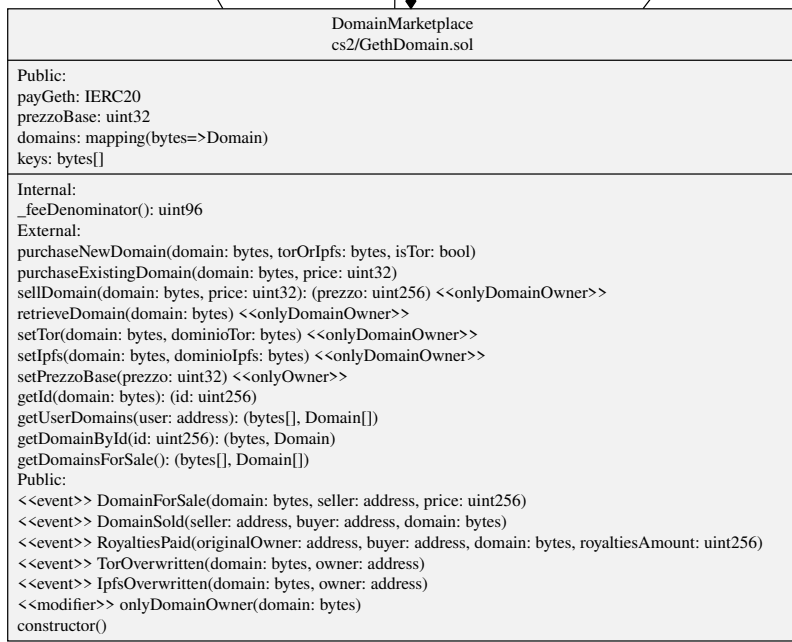 DomainMarketplace
cs2/GethDomain.sol
Public:
payGeth: IERC20
prezzoBase: uint32
domains: mapping(bytes=>Domain)
keys: bytes[]
Internal:
_feeDenominator(): uint96
External:
purchaseNewDomain(domain: bytes, torOrIpfs: bytes, isTor: bool)
purchaseExistingDomain(domain: bytes, price: uint32)
sellDomain(domain: bytes, price: uint32): (prezzo: uint256) <<onlyDomainOwner>>
retrieveDomain(domain: bytes) <<onlyDomainOwner>>
setTor(domain: bytes, dominioTor: bytes) <<onlyDomainOwner>>
setIpfs(domain: bytes, dominioIpfs: bytes) <<onlyDomainOwner>>
setPrezzoBase(prezzo: uint32) <<onlyOwner>>
getId(domain: bytes): (id: uint256)
getUserDomains(user: address): (bytes[], Domain[])
getDomainById(id: uint256): (bytes, Domain)
getDomainsForSale(): (bytes[], Domain[])
Public:
<<event>> DomainForSale(domain: bytes, seller: address, price: uint256)
<<event>> DomainSold(seller: address, buyer: address, domain: bytes)
<<event>> RoyaltiesPaid(originalOwner: address, buyer: address, domain: bytes, royaltiesAmount: uint256)
<<event>> TorOverwritten(domain: bytes, owner: address)
<<event>> IpfsOverwritten(domain: bytes, owner: address)
<<modifier>> onlyDomainOwner(domain: bytes)
constructor()